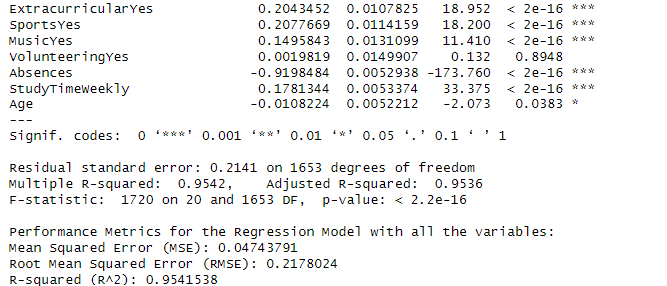 ExtracurricularYes 0.2043452 0.0107825 18.952 < 2e-16 ***
SportsYes 0.2077669 0.0114159 18.200 < 2e-16 ***
MusicYes 0.1495843 0.0131099 11.410 < 2e-16 ***
VolunteeringYes 0.0019819 0.0149907 0.132 0.8948
Absences -0.9198484 0.0052938 -173.760 < 2e-16 ***
StudyTimeWeekly 0.1781344 0.0053374 33.375 < 2e-16 ***
Age -0.0108224 0.0052212 -2.073 0.0383 *
---
Signif. codes: 0 ‘***’ 0.001 ‘**’ 0.01 ‘*’ 0.05 ‘.’ 0.1 ‘ ’ 1
Residual standard error: 0.2141 on 1653 degrees of freedom
Multiple R-squared: 0.9542, Adjusted R-squared: 0.9536
F-statistic: 1720 on 20 and 1653 DF, p-value: < 2.2e-16
Performance Metrics for the Regression Model with all the variables:
Mean Squared Error (MSE): 0.04743791
Root Mean Squared Error (RMSE): 0.2178024
R-squared (R^2): 0.9541538